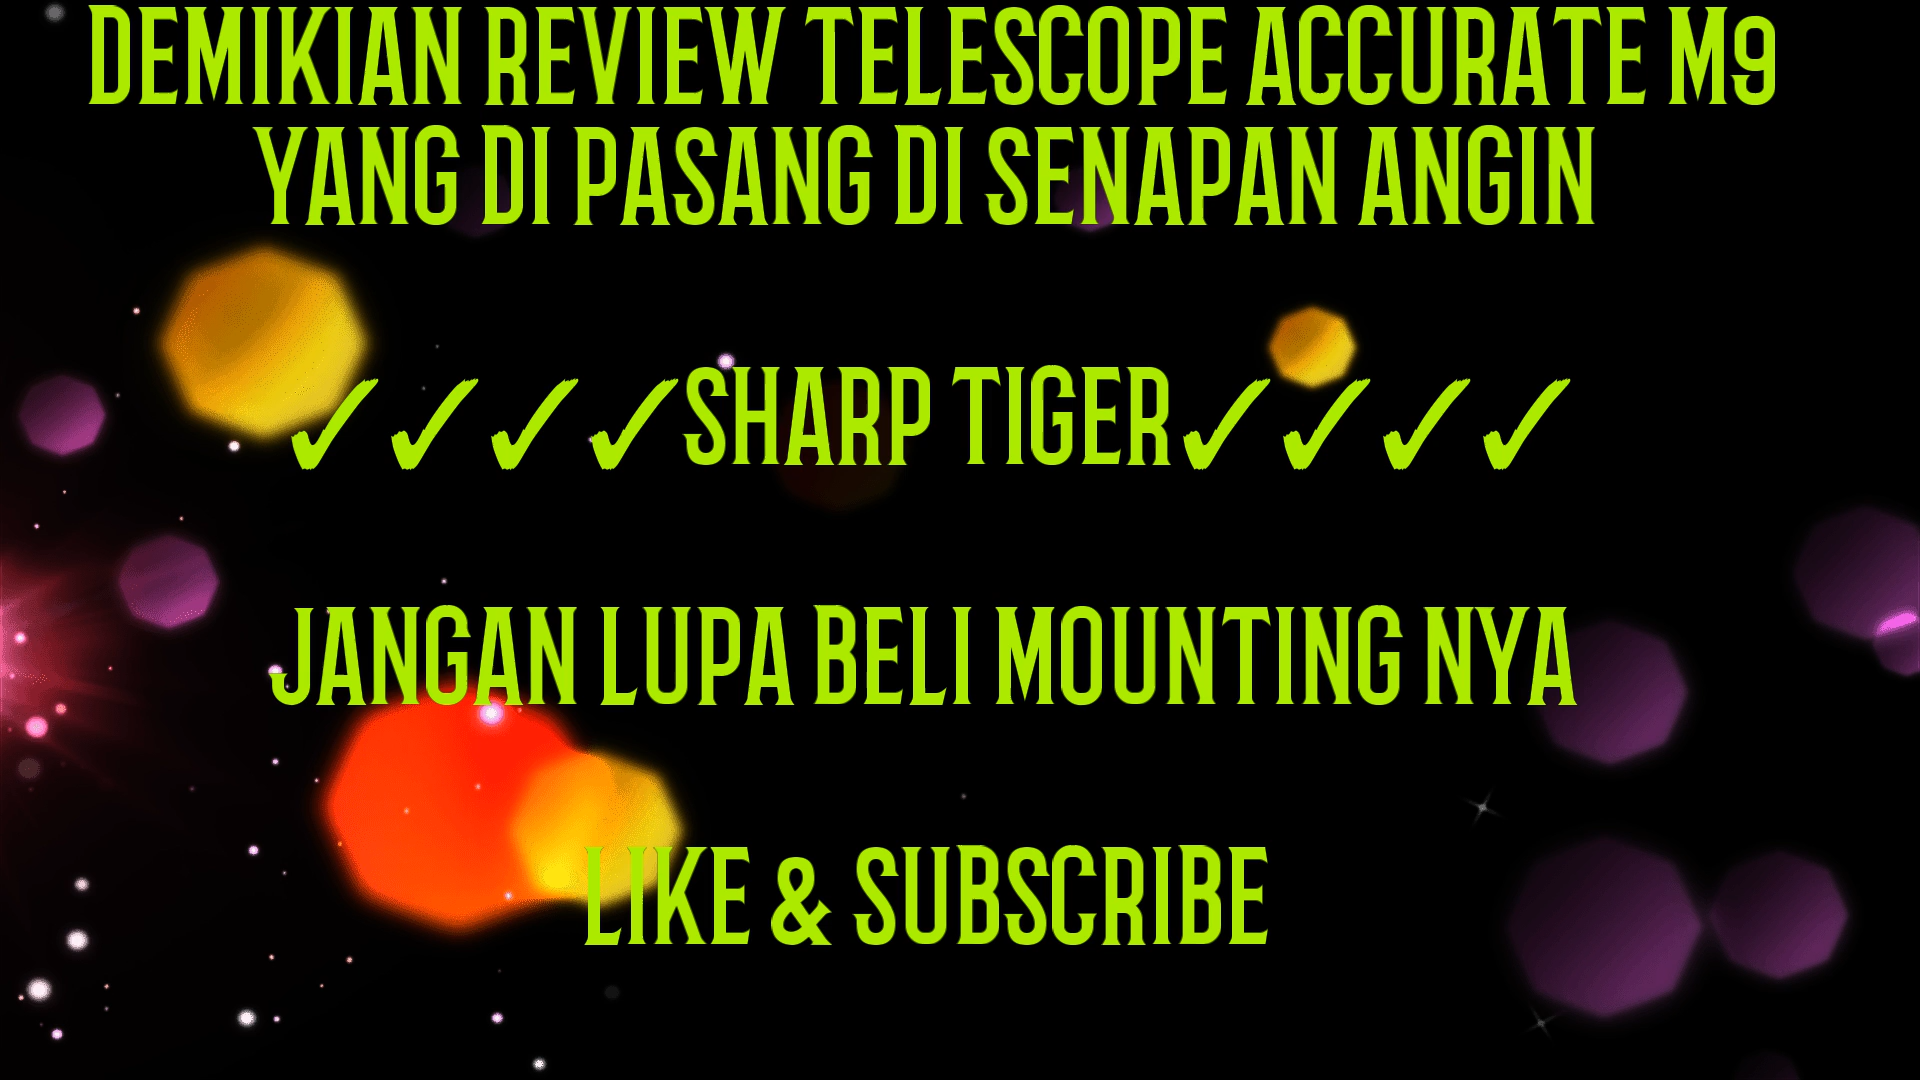 DEMIKIAN REVIEW TELESCOPE ACCURATE M9
YANG DI PASANG DI SENAPAN ANGIN
✓✓✓✓SHARP TIGER✓✓✓✓
JANGAN LUPA BELI MOUNTING NYA
LIKE & SUBSCRIBE